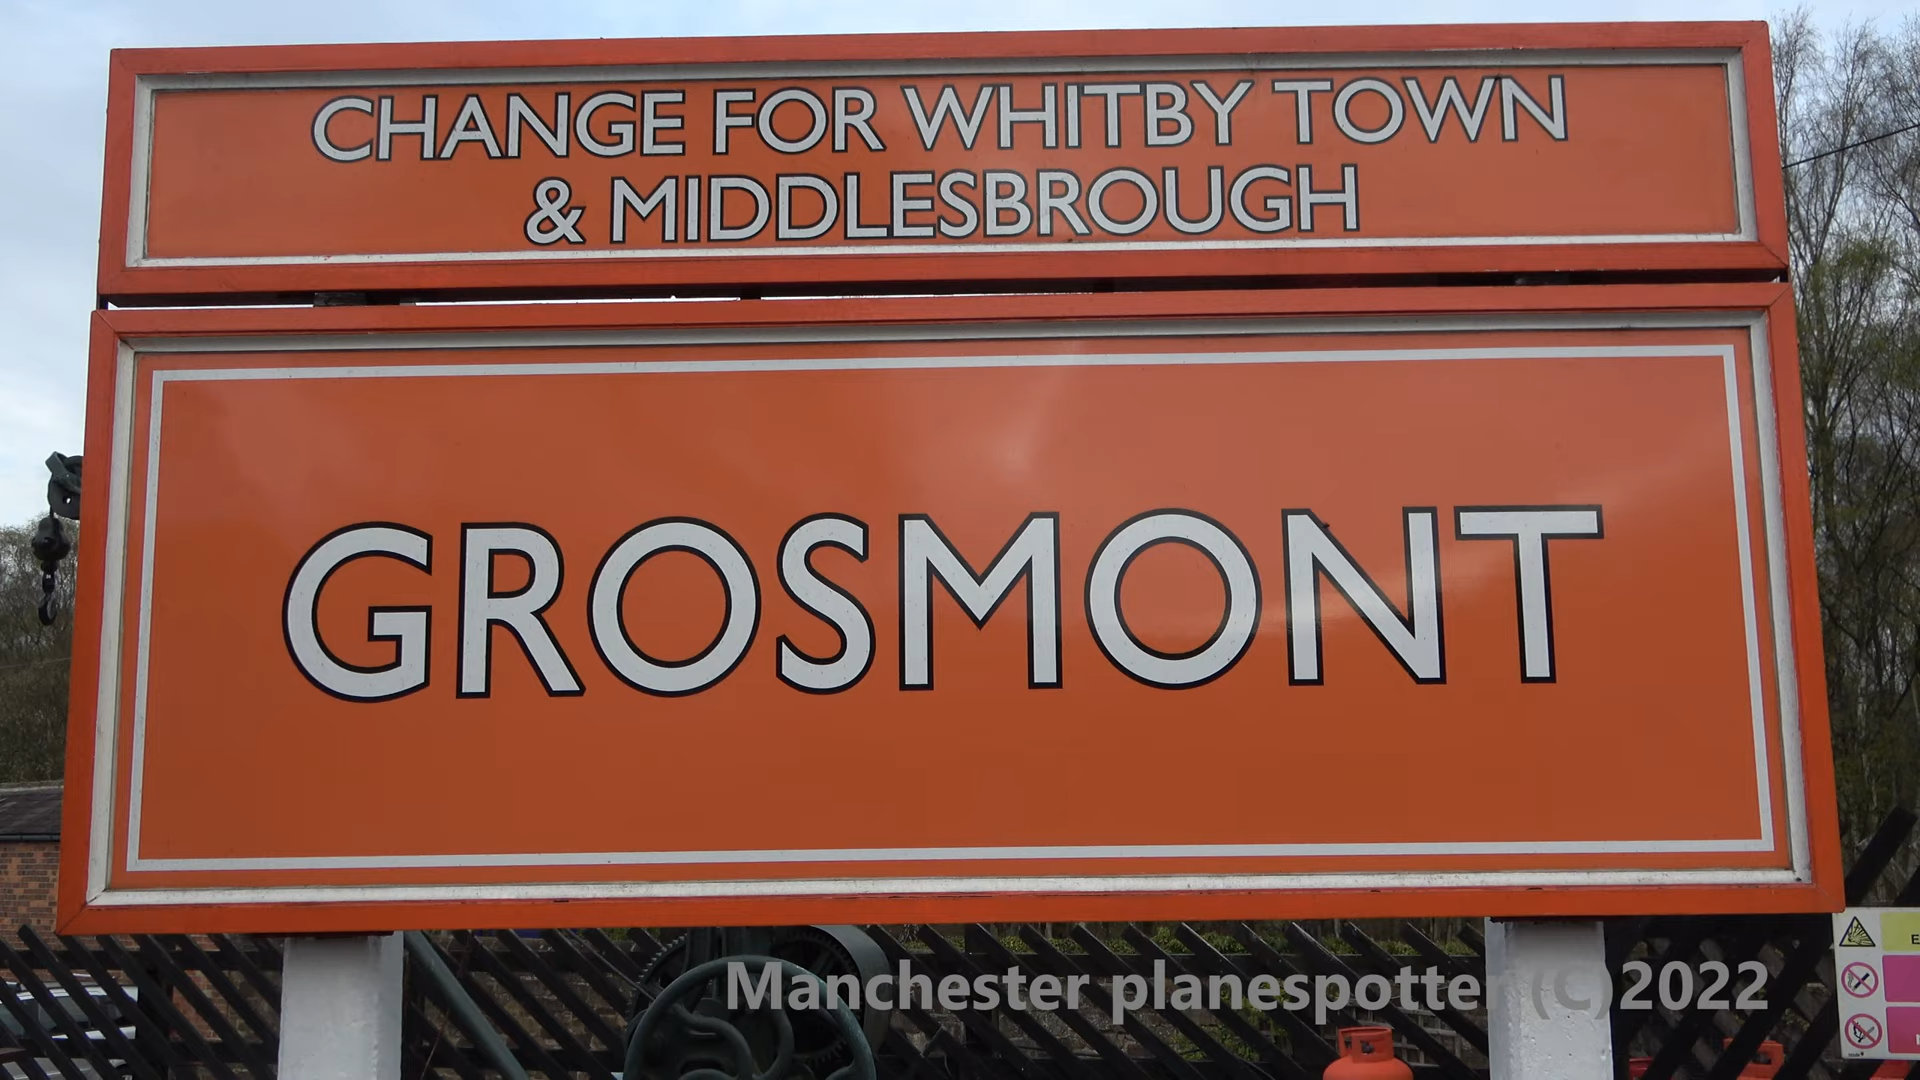 CHANGE FOR WHITBY TOWN
& MIDDLESBROUGH
GROSMONT
Manchester planespotter (C)2022